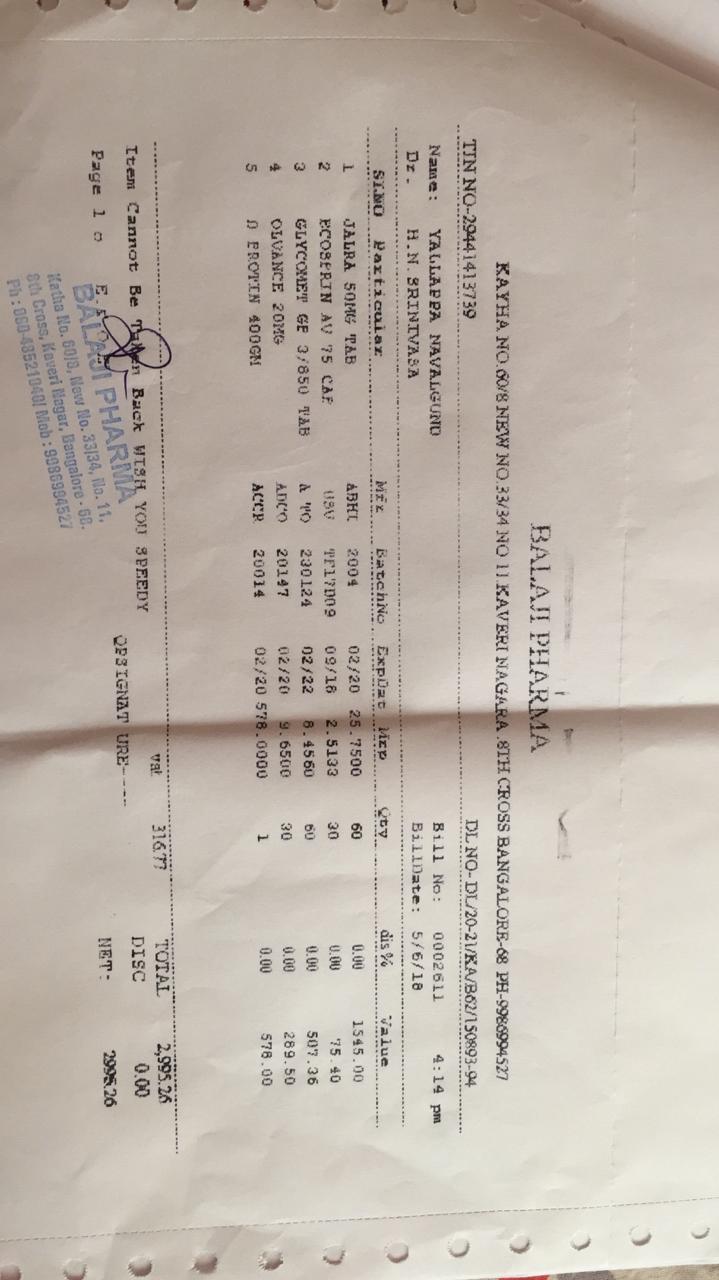 BALAJI PHARMA
KAYHA NO.60/8 NEW NO.33/34 NO 11.KAVERI NAGARA .8TH CROSS BANGALORE-68 PH-9986994527
TIN NO-29441413739 DL NO- DL/20-21/KA/B62/150893-94
Name: YALLAPPA NAVALGUND Bill No: 0002611 4:14 pm
Dr. H.N.SRINIVASA BillDate: 5/6/18
Sl.NO Particular Mfr BatchNo ExpDat Mrp Qty dis% Value
1 JALRA 50MG TAB ABHI 2004 02/20 25.7500 60 0.00 1545.00
2 ECOSPRIN AV 75 CAP USV TF17D09 09/18 2.5133 30 0.00 75.40
3 GLYCOMET GP 3/850 TAB A TO 230124 02/22 8.4560 60 0.00 507.36
4 OLVANCE 20MG ADCO 20147 02/20 9.6500 30 0.00 289.50
5 PROTIN 400GM ACCR 20014 02/20 578.0000 1 0.00 578.00
vat 316.77 TOTAL 2,995.26
Item Cannot Be Taken Back WISH YOU SPEEDY DISC 0.00
QPSIGNAT URE----
Page 1 o NET: 2995.26
BALAJI PHARMA
Katha No. 60/8, New No. 33/34, No. 11,
8th Cross, Kaveri Nagar, Bangalore - 68.
Mob : 9986994527